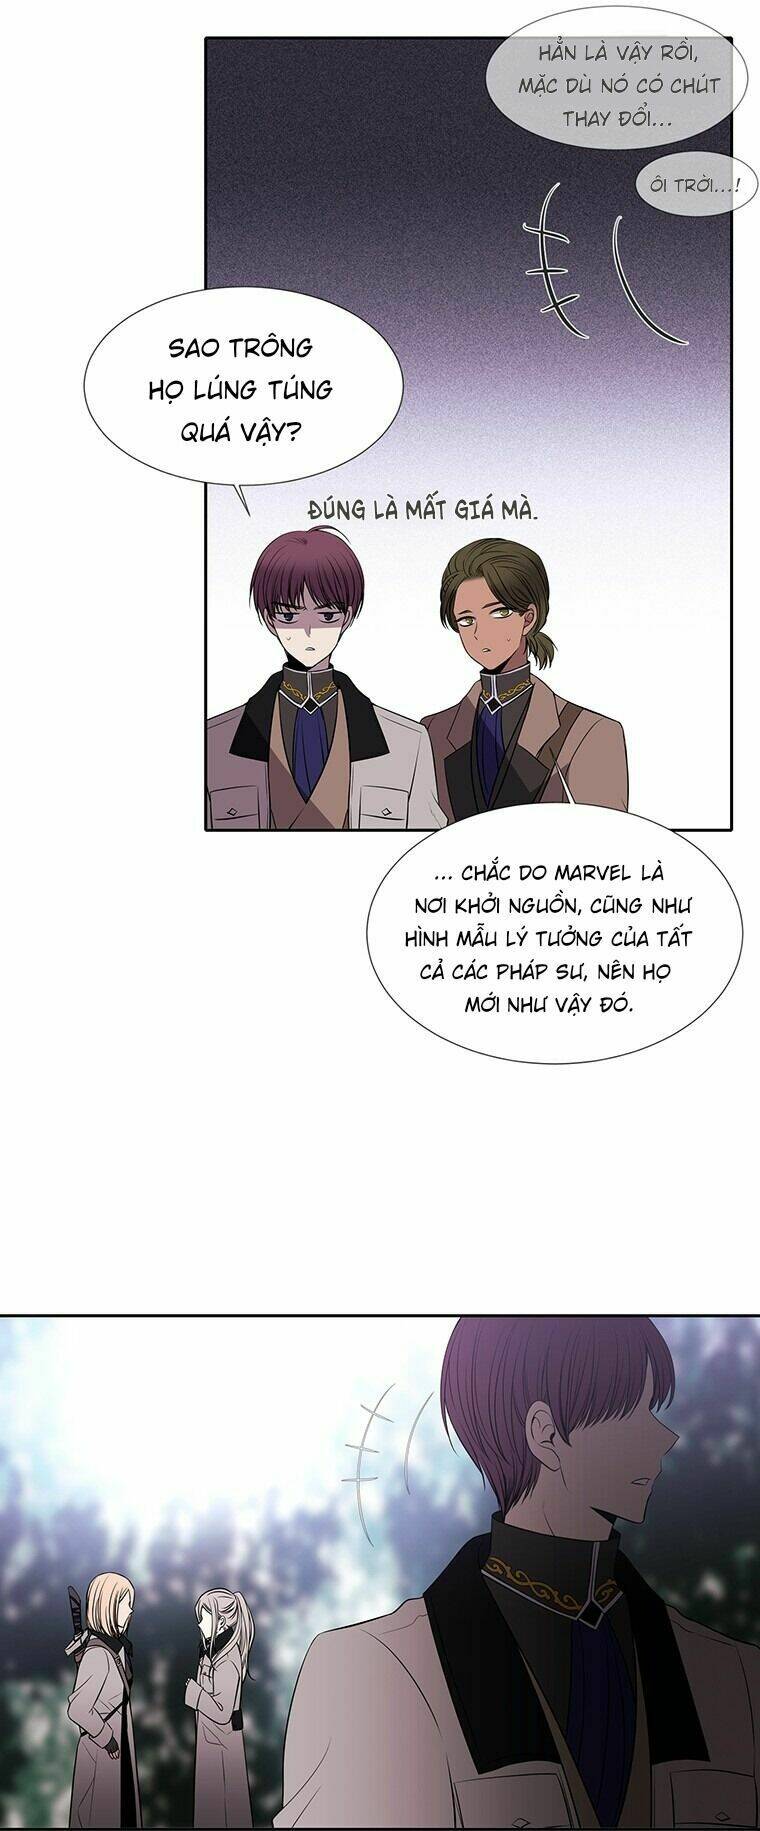 HẲN LÀ VẬY RỒI,
MẶC DÙ NÓ CÓ CHÚT
THAY ĐỔI...
ÔI TRỜI...!
SAO TRÔNG
HỌ LÚNG TÚNG
QUÁ VẬY?
ĐÚNG LÀ MẤT GIÁ MÀ.
... CHẮC DO MARVEL LÀ
NƠI KHỞI NGUỒN, CŨNG NHƯ
HÌNH MẪU LÝ TƯỞNG CỦA TẤT
CẢ CÁC PHÁP SƯ, NÊN HỌ
MỚI NHƯ VẬY ĐÓ.